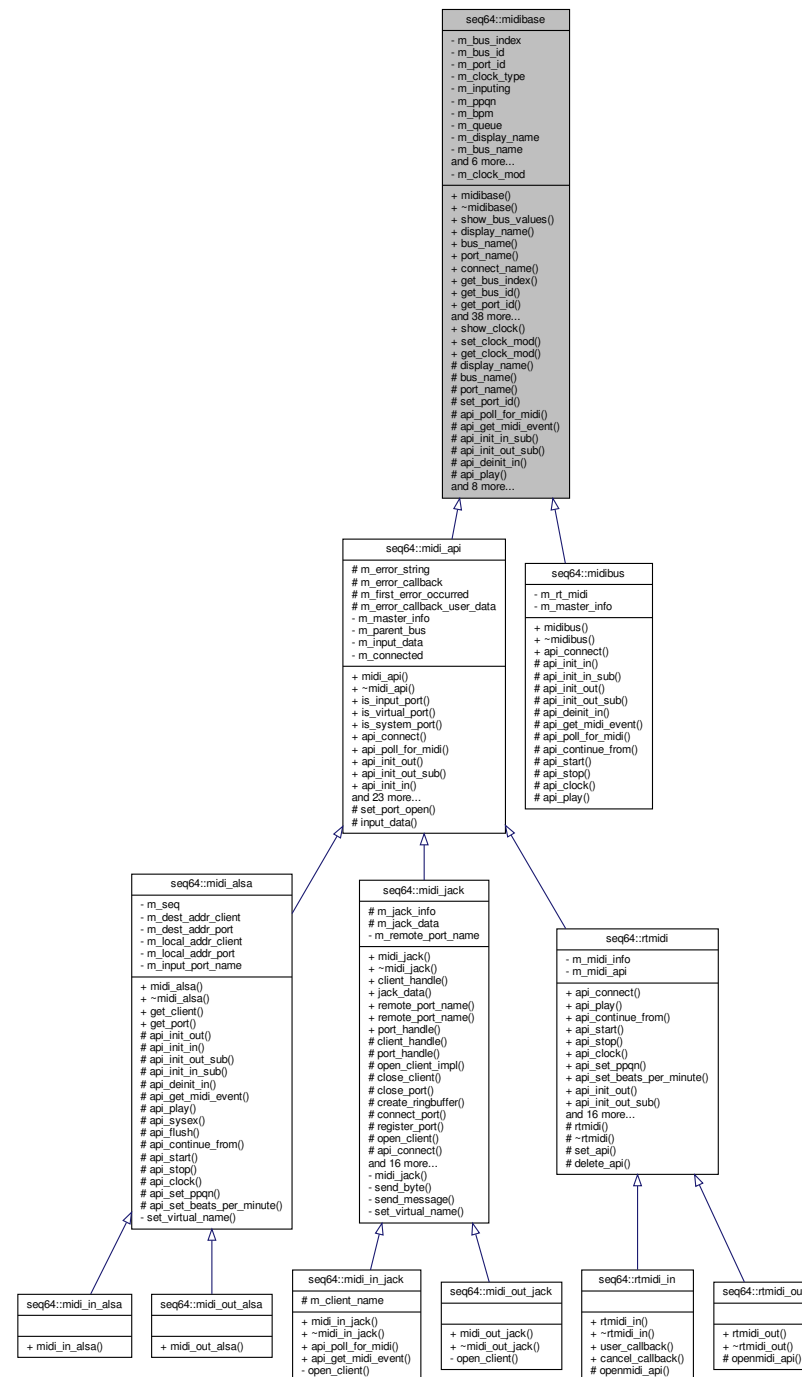 seq64::midibase
- m_bus_index
- m_bus_id
- m_port_id
- m_clock_type
- m_inputing
- m_ppqn
- m_bpm
- m_queue
- m_display_name
- m_bus_name
and 6 more...
- m_clock_mod
+ midibase()
+ ~midibase()
+ show_bus_values()
+ display_name()
+ bus_name()
+ port_name()
+ connect_name()
+ get_bus_index()
+ get_bus_id()
+ get_port_id()
and 38 more...
+ show_clock()
+ set_clock_mod()
+ get_clock_mod()
# display_name()
# bus_name()
# port_name()
# set_port_id()
# api_poll_for_midi()
# api_get_midi_event()
# api_init_in_sub()
# api_init_out_sub()
# api_deinit_in()
# api_play()
and 8 more...
seq64::midi_api
# m_error_string
# m_error_callback
# m_first_error_occurred
# m_error_callback_user_data
- m_master_info
- m_parent_bus
- m_input_data
- m_connected
+ midi_api()
+ ~midi_api()
+ is_input_port()
+ is_virtual_port()
+ is_system_port()
+ api_connect()
+ api_poll_for_midi()
+ api_init_out()
+ api_init_out_sub()
+ api_init_in()
and 23 more...
# set_port_open()
# input_data()
seq64::midibus
- m_rt_midi
- m_master_info
+ midibus()
+ ~midibus()
+ api_connect()
# api_init_in()
# api_init_in_sub()
# api_init_out()
# api_init_out_sub()
# api_deinit_in()
# api_get_midi_event()
# api_poll_for_midi()
# api_continue_from()
# api_start()
# api_stop()
# api_clock()
# api_play()
seq64::midi_alsa
- m_seq
- m_dest_addr_client
- m_dest_addr_port
- m_local_addr_client
- m_local_addr_port
- m_input_port_name
+ midi_alsa()
+ ~midi_alsa()
+ get_client()
+ get_port()
# api_init_out()
# api_init_in()
# api_init_out_sub()
# api_init_in_sub()
# api_deinit_in()
# api_get_midi_event()
# api_play()
# api_sysex()
# api_flush()
# api_continue_from()
# api_start()
# api_stop()
# api_clock()
# api_set_ppqn()
# api_set_beats_per_minute()
- set_virtual_name()
seq64::midi_jack
# m_jack_info
# m_jack_data
- m_remote_port_name
+ midi_jack()
+ ~midi_jack()
+ client_handle()
+ jack_data()
+ remote_port_name()
+ remote_port_name()
+ port_handle()
# client_handle()
# port_handle()
# open_client_impl()
# close_client()
# close_port()
# create_ringbuffer()
# connect_port()
# register_port()
# open_client()
# api_connect()
and 16 more...
- midi_jack()
- send_byte()
- send_message()
- set_virtual_name()
seq64::rtmidi
- m_midi_info
- m_midi_api
+ api_connect()
+ api_play()
+ api_continue_from()
+ api_start()
+ api_stop()
+ api_clock()
+ api_set_ppqn()
+ api_set_beats_per_minute()
+ api_init_out()
+ api_init_out_sub()
and 16 more...
# rtmidi()
# ~rtmidi()
# set_api()
# delete_api()
seq64::midi_in_alsa
+ midi_in_alsa()
seq64::midi_out_alsa
+ midi_out_alsa()
seq64::midi_in_jack
# m_client_name
+ midi_in_jack()
+ ~midi_in_jack()
+ api_poll_for_midi()
+ api_get_midi_event()
- open_client()
seq64::midi_out_jack
+ midi_out_jack()
+ ~midi_out_jack()
- open_client()
seq64::rtmidi_in
+ rtmidi_in()
+ ~rtmidi_in()
+ user_callback()
+ cancel_callback()
# openmidi_api()
seq64::rtmidi_ou
+ rtmidi_out()
+ ~rtmidi_out()
# openmidi_api()